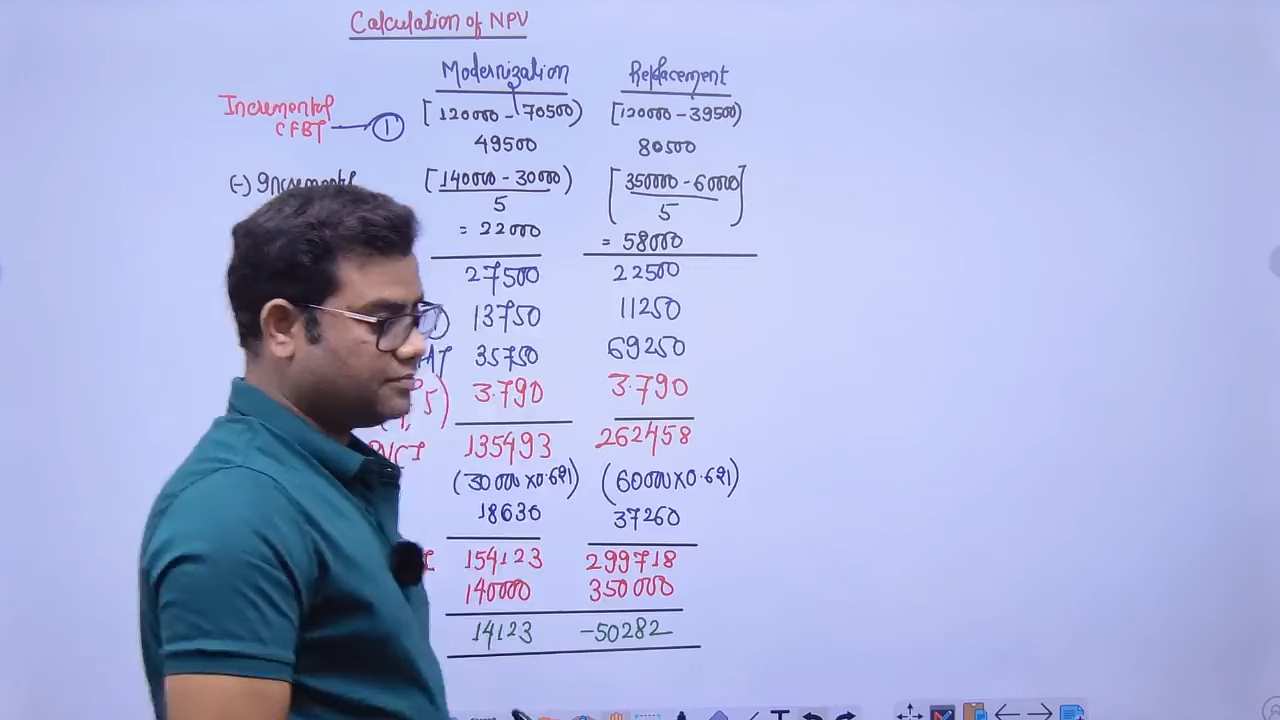 Calculation of NPV
Modernization Replacement
Incremental [120000 - 70500) [120000 - 39500)
CFBT 1 49500 80500
(-) Incremental [140000 - 30000) [350000 - 60000]
5 5
= 22000 = 58000
27500 22500
13750 11250
35750 69250
3.790 3.790
5)
135493 262458
PVCI
(30000 x 0.621) (60000 x 0.621)
18630 37260
154123 299718
140000 350000
14123 -50282